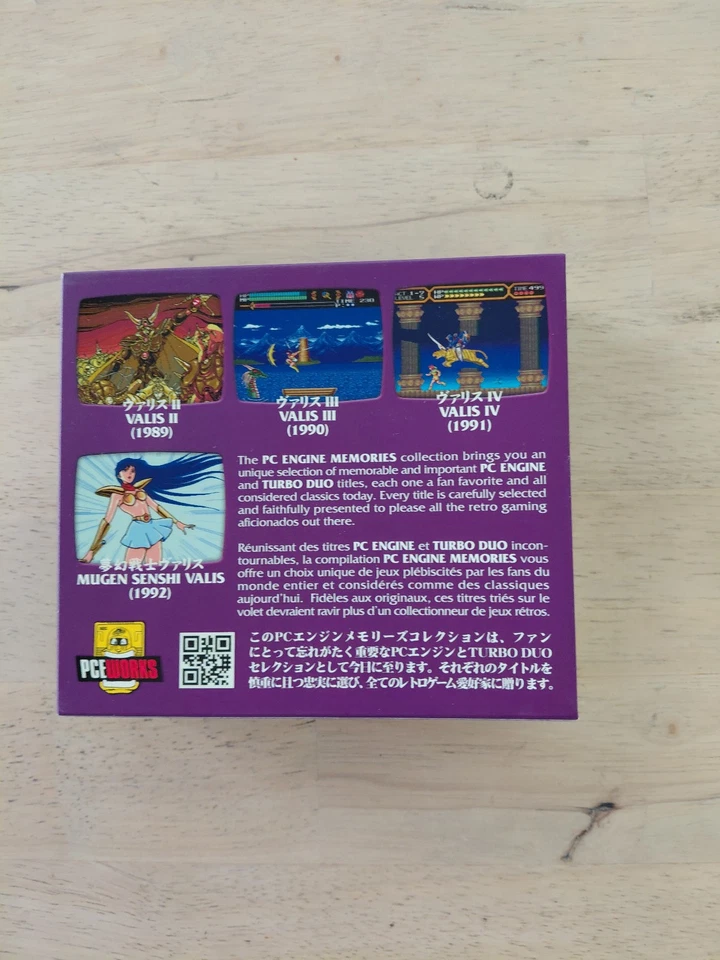 ヴァリス II
VALIS II
(1989)
ヴァリス III
VALIS III
(1990)
ヴァリス IV
VALIS IV
(1991)
夢幻戦士ヴァリス
MUGEN SENSHI VALIS
(1992)
The PC ENGINE MEMORIES collection brings you an
unique selection of memorable and important PC ENGINE
and TURBO DUO titles, each one a fan favorite and all
considered classics today. Every title is carefully selected
and faithfully presented to please all the retro gaming
aficionados out there.
Réunissant des titres PC ENGINE et TURBO DUO incon-
tournables, la compilation PC ENGINE MEMORIES vous
offre un choix unique de jeux plébiscités par les fans du
monde entier et considérés comme des classiques
aujourd'hui. Fidèles aux originaux, ces titres triés sur le
volet devraient ravir plus d'un collectionneur de jeux rétros.
このPCエンジンメモリーズコレクションは、ファン
にとって忘れがたく重要なPCエンジンとTURBO DUO
セレクションとして今日に至ります。それぞれのタイトルを
慎重に且つ忠実に選び、全てのレトロゲーム愛好家に贈ります。
PCEWORKS